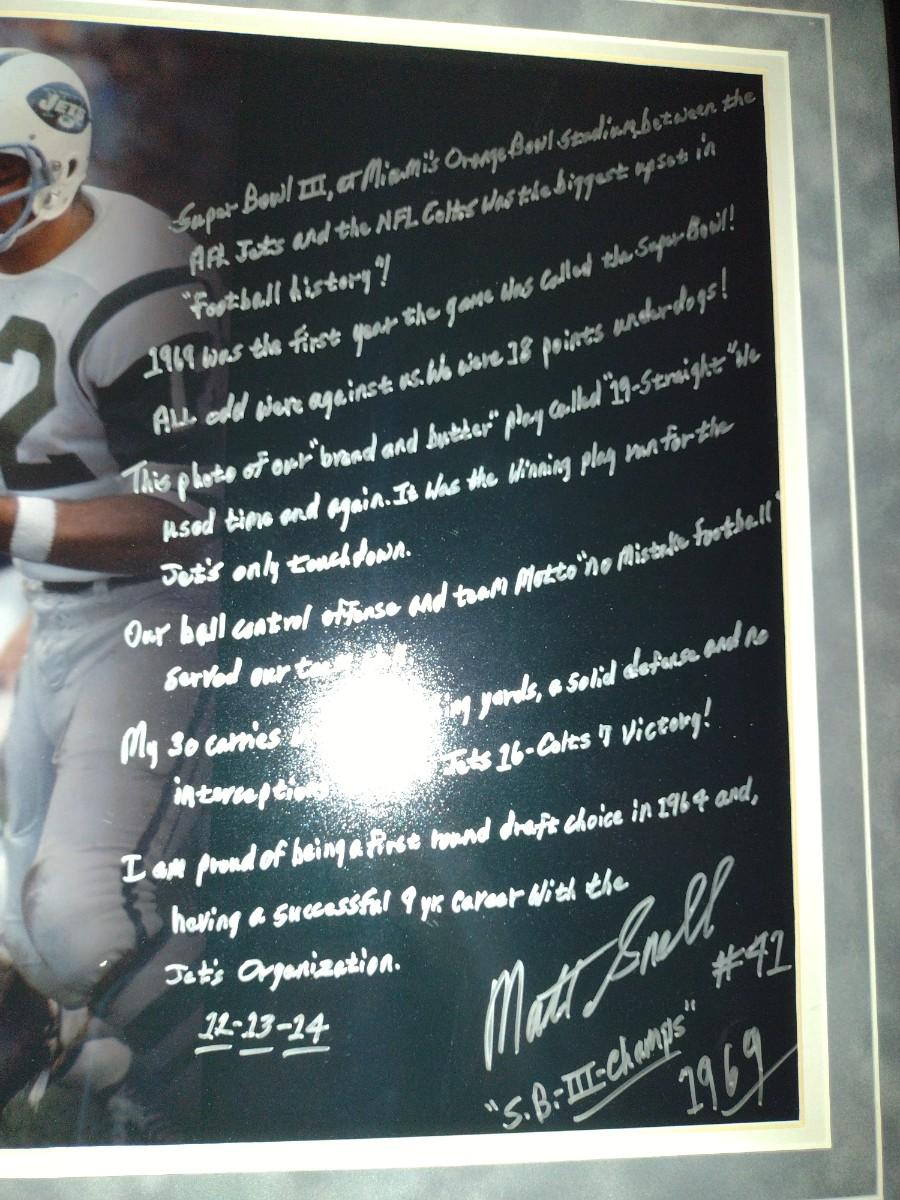 JETS
2
Super Bowl III, at Miami's Orange Bowl Stadium, between the
AFL Jets and the NFL Colts was the biggest upset in
"football history"!
1969 was the first year the game was called the Super Bowl!
ALL odd were against us. We were 18 points underdogs!
This photo of our "bread and butter" play called "19-Straight" We
used time and again. It was the winning play run for the
Jet's only touchdown.
Our ball control offense and team Motto "no Mistake football"
served our
My 30 carries yards, a solid defense and no
Jets 16-Colts 7 Victory!
I am proud of being a first round draft choice in 1964 and,
having a successful 9 yr. career with the
Jet's Organization.
11-13-14
Matt Snell
#41
"S.B.-III-Champs"
1969